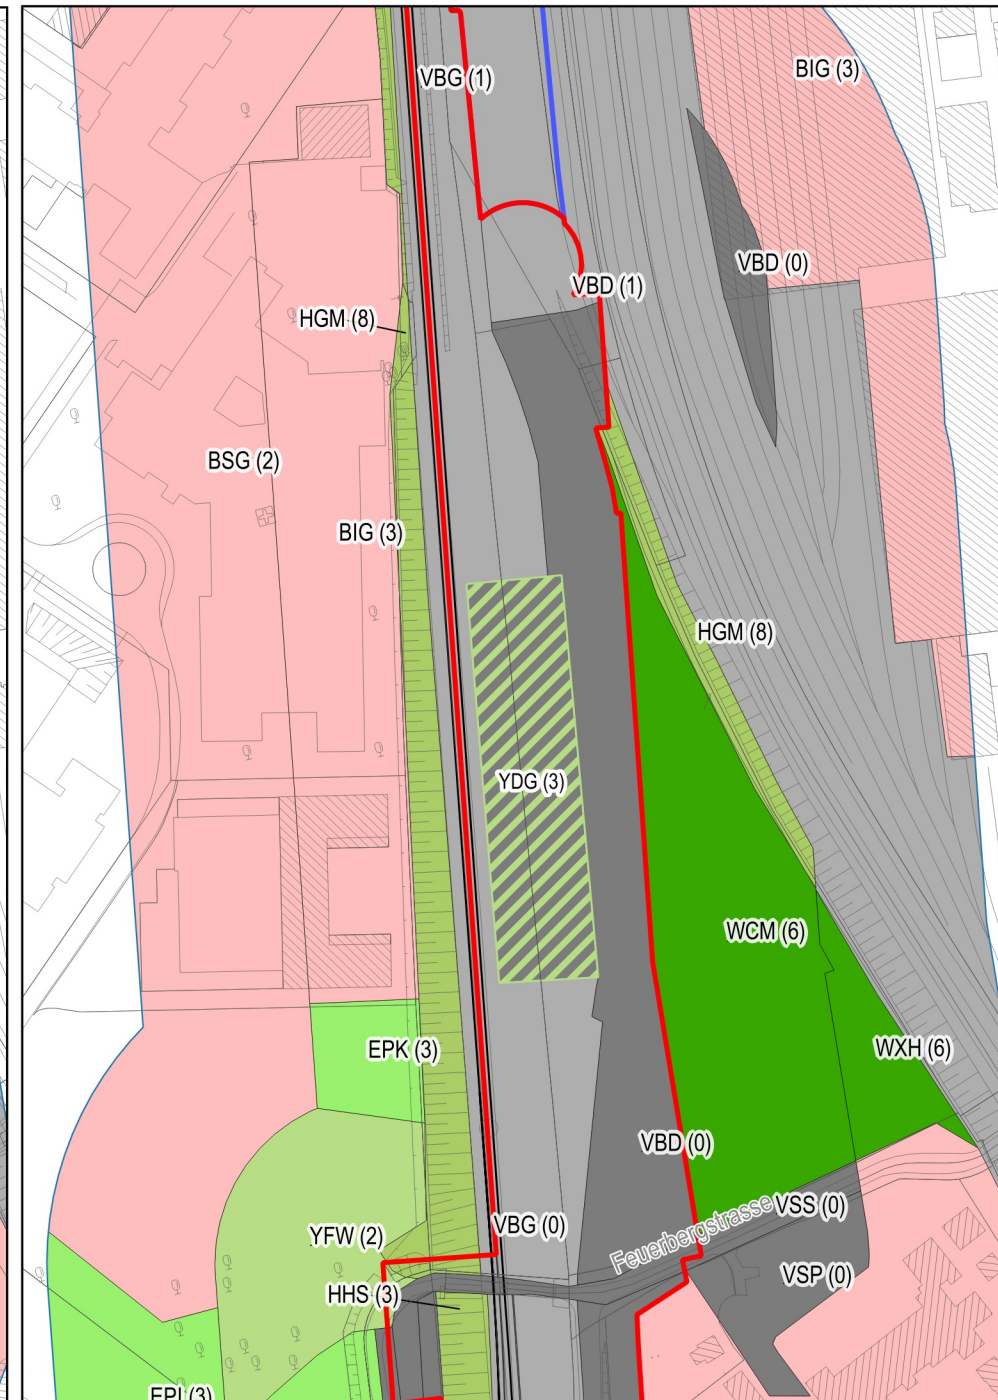 BIG (3)
VBG (1)
VBD (0)
VBD (1)
HGM (8)
BSG (2)
BIG (3)
HGM (8)
YDG (3)
WCM (6)
EPK (3)
WXH (6)
VBD (0)
VSS (0)
Feuerbergstrasse
VBG (0)
YFW (2)
VSP (0)
HHS (3)